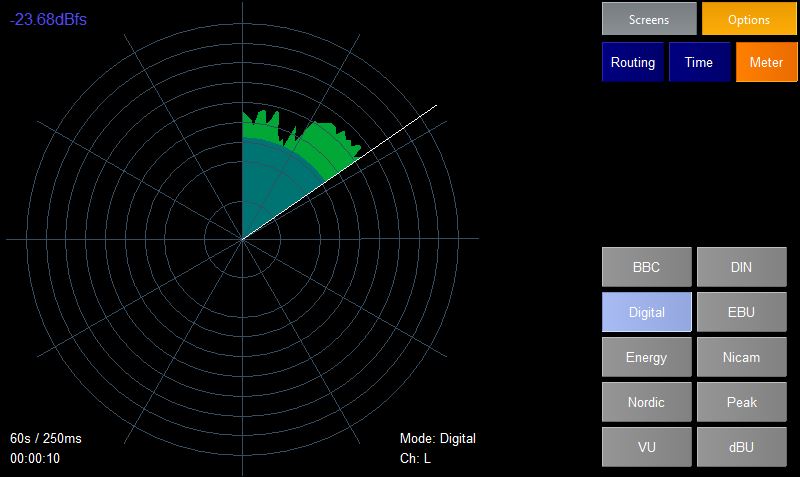 -23.68dBfs
Screens
Options
Routing
Time
Meter
BBC
DIN
Digital
EBU
Energy
Nicam
Nordic
Peak
VU
dBU
60s / 250ms
00:00:10
Mode: Digital
Ch: L